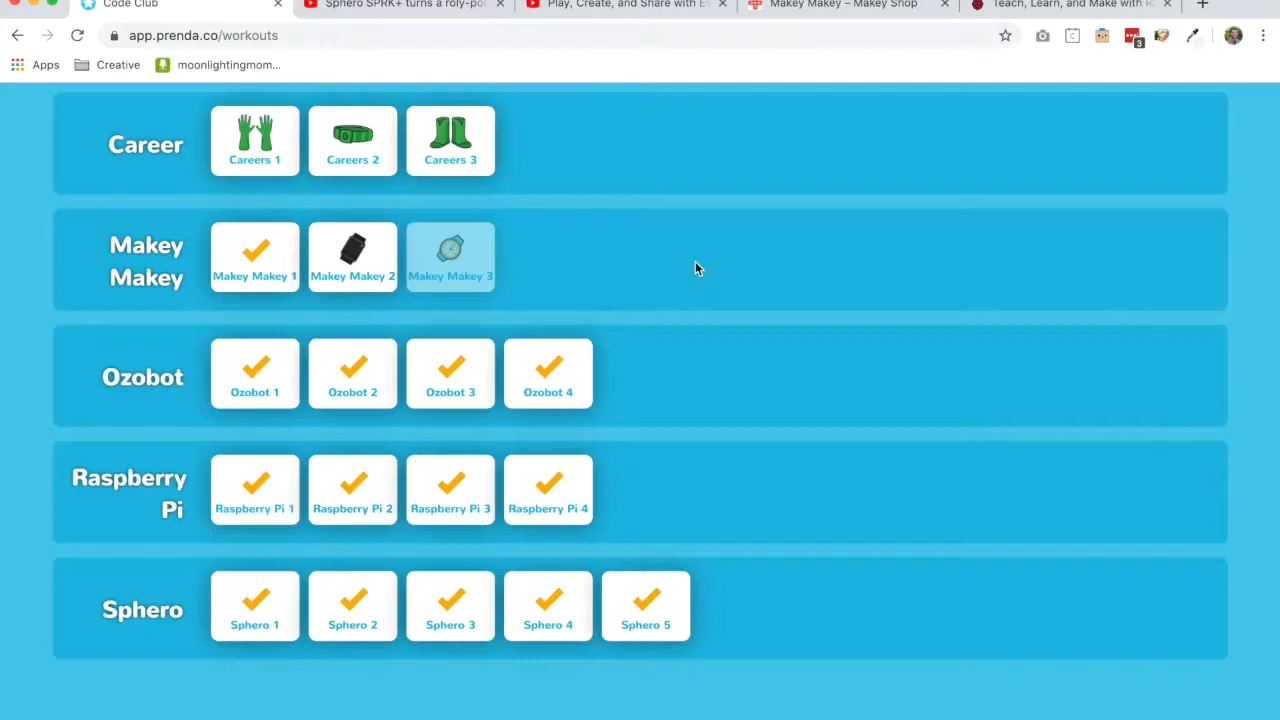 Code Club
Sphero SPRK+ turns a roly-pol
Play, Create, and Share with
Makey Makey – Makey Shop
Teach, Learn, and Make with
app.prenda.co/workouts
3
Apps
Creative
moonlightingmom...
Career
Careers 1
Careers 2
Careers 3
Makey
Makey
Makey Makey 1
Makey Makey 2
Makey Makey 3
Ozobot
Ozobot 1
Ozobot 2
Ozobot 3
Ozobot 4
Raspberry
Pi
Raspberry Pi 1
Raspberry Pi 2
Raspberry Pi 3
Raspberry Pi 4
Sphero
Sphero 1
Sphero 2
Sphero 3
Sphero 4
Sphero 5